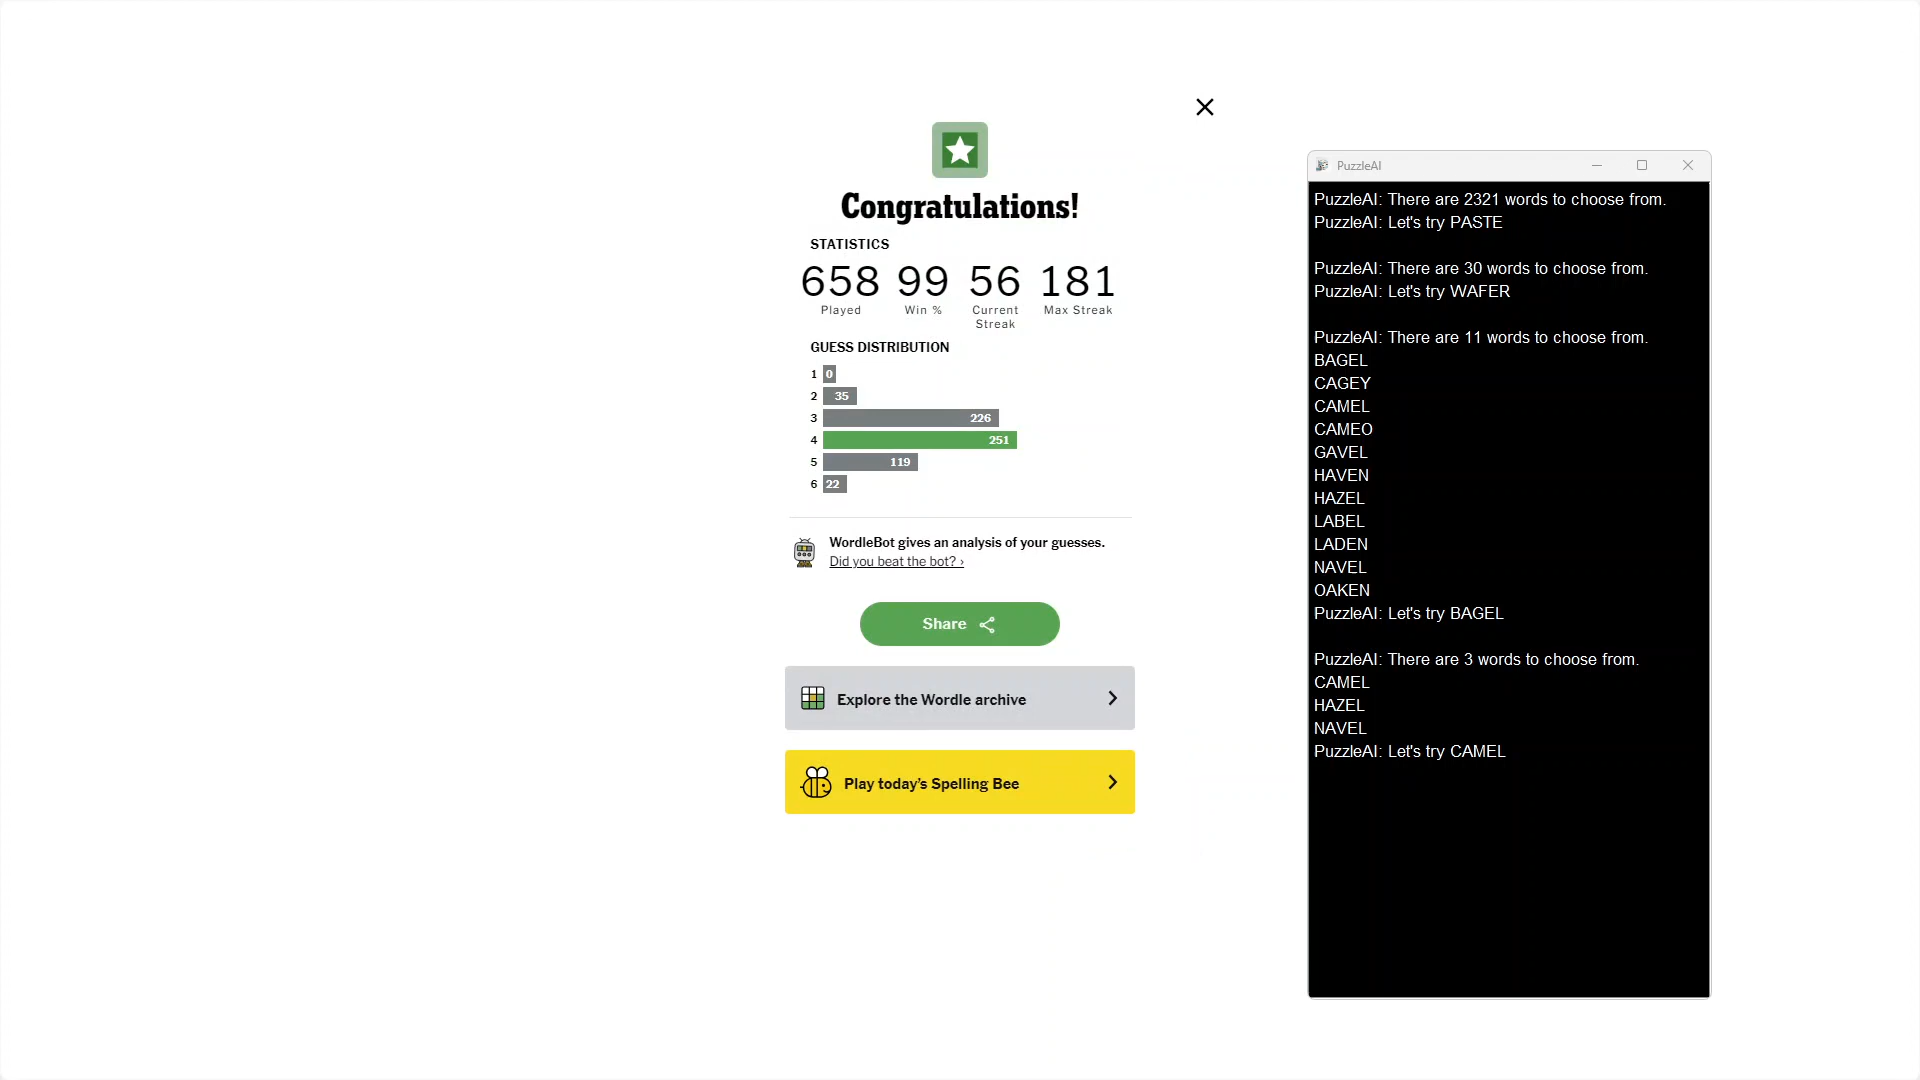 Congratulations!
STATISTICS
658 99 56 181
Played Win % Current Streak Max Streak
GUESS DISTRIBUTION
1 0
2 35
3 226
4 251
5 119
6 22
WordleBot gives an analysis of your guesses.
Did you beat the bot? ›
Share
Explore the Wordle archive
Play today’s Spelling Bee
PuzzleAI
PuzzleAI: There are 2321 words to choose from.
PuzzleAI: Let's try PASTE
PuzzleAI: There are 30 words to choose from.
PuzzleAI: Let's try WAFER
PuzzleAI: There are 11 words to choose from.
BAGEL
CAGEY
CAMEL
CAMEO
GAVEL
HAVEN
HAZEL
LABEL
LADEN
NAVEL
OAKEN
PuzzleAI: Let's try BAGEL
PuzzleAI: There are 3 words to choose from.
CAMEL
HAZEL
NAVEL
PuzzleAI: Let's try CAMEL